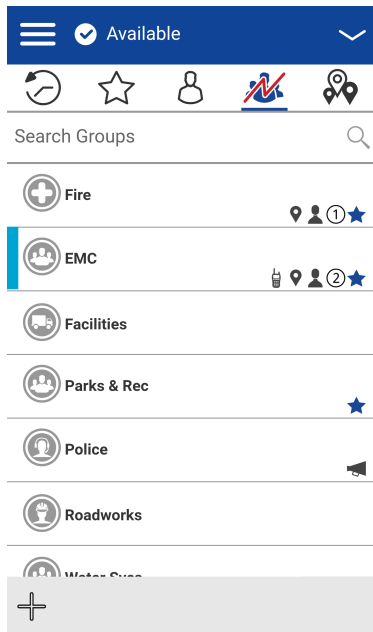 Available
Search Groups
Fire
1
EMC
2
Facilities
Parks & Rec
Police
Roadworks